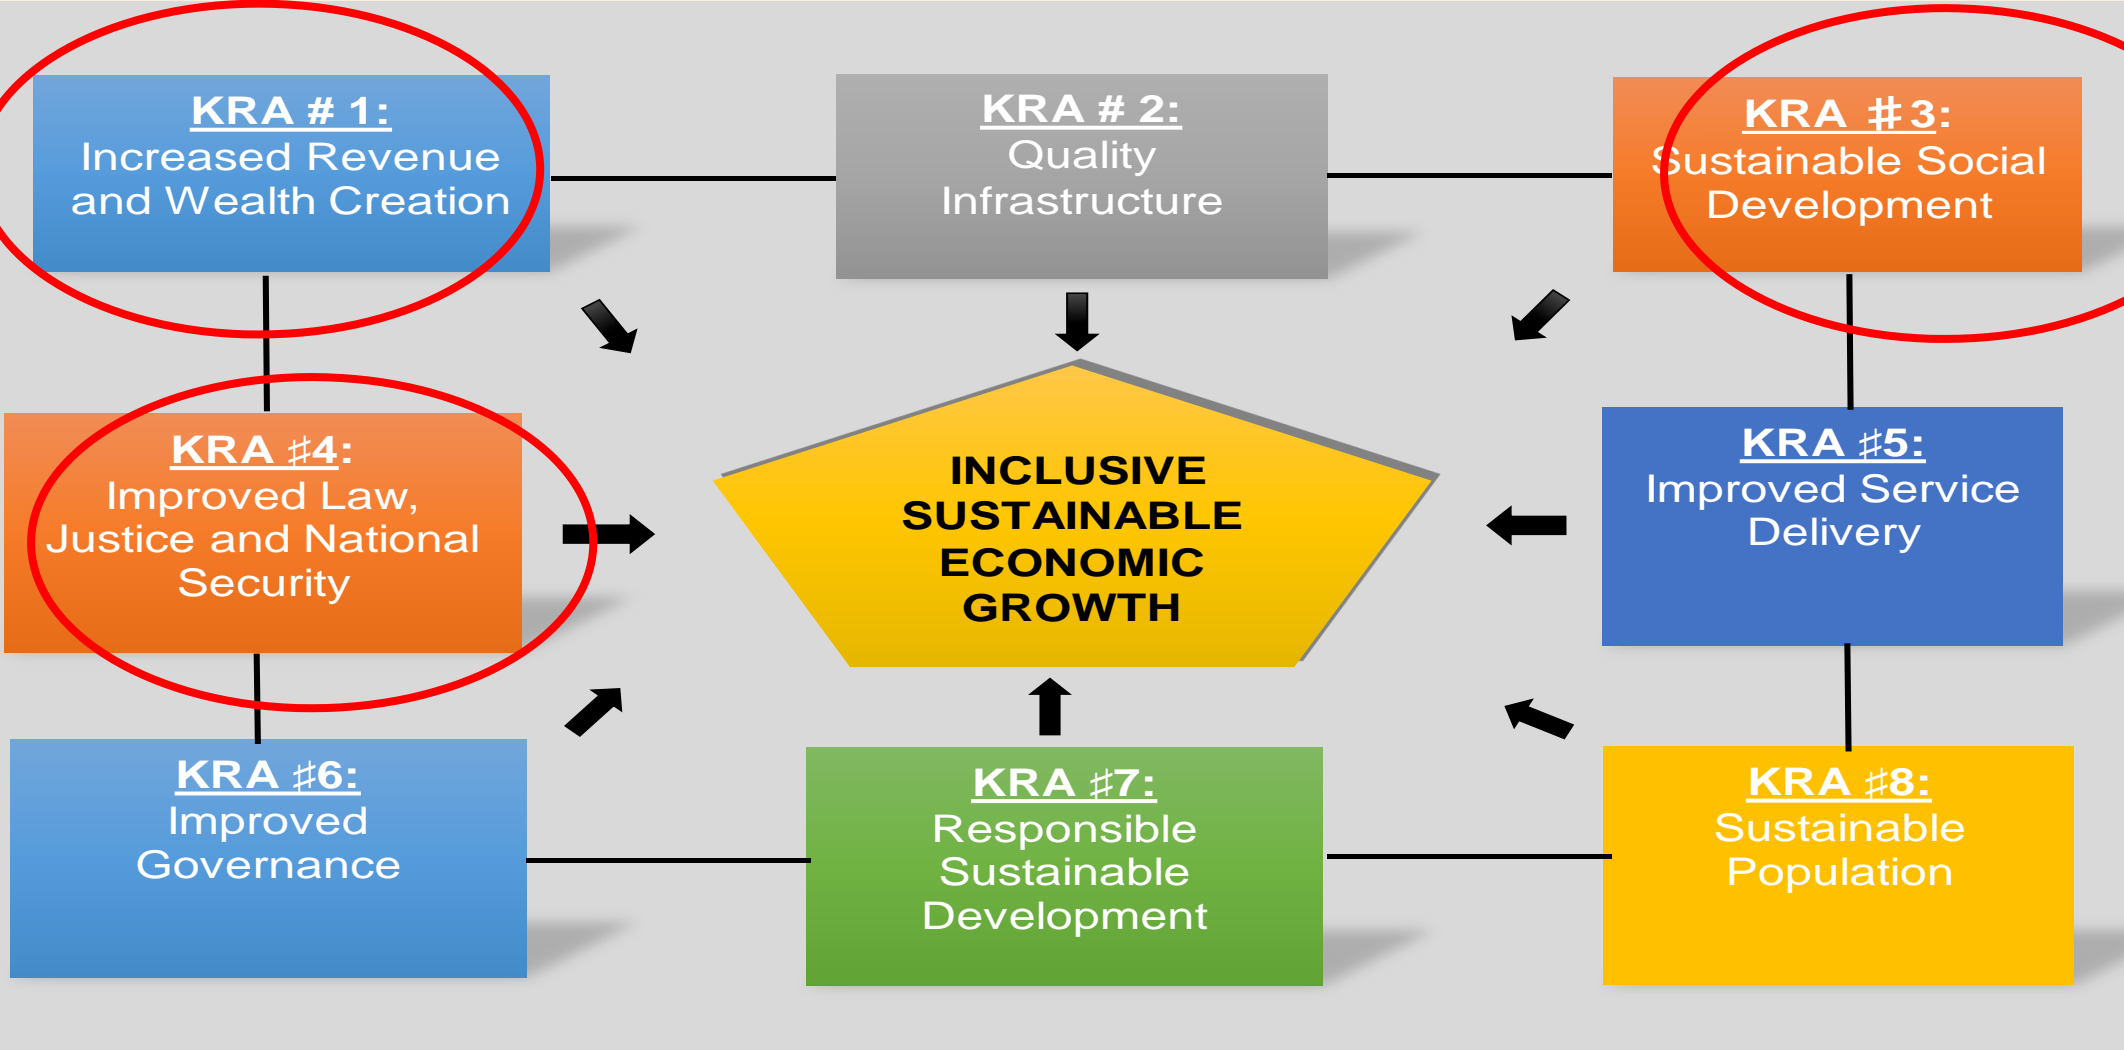 KRA # 1:
Increased Revenue
and Wealth Creation
KRA # 2:
Quality
Infrastructure
KRA #3:
Sustainable Social
Development
KRA ♯4:
Improved Law,
Justice and National
Security
INCLUSIVE
SUSTAINABLE
ECONOMIC
GROWTH
KRA ♯5:
Improved Service
Delivery
KRA ♯6:
Improved
Governance
KRA ♯7:
Responsible
Sustainable
Development
KRA ♯8:
Sustainable
Population